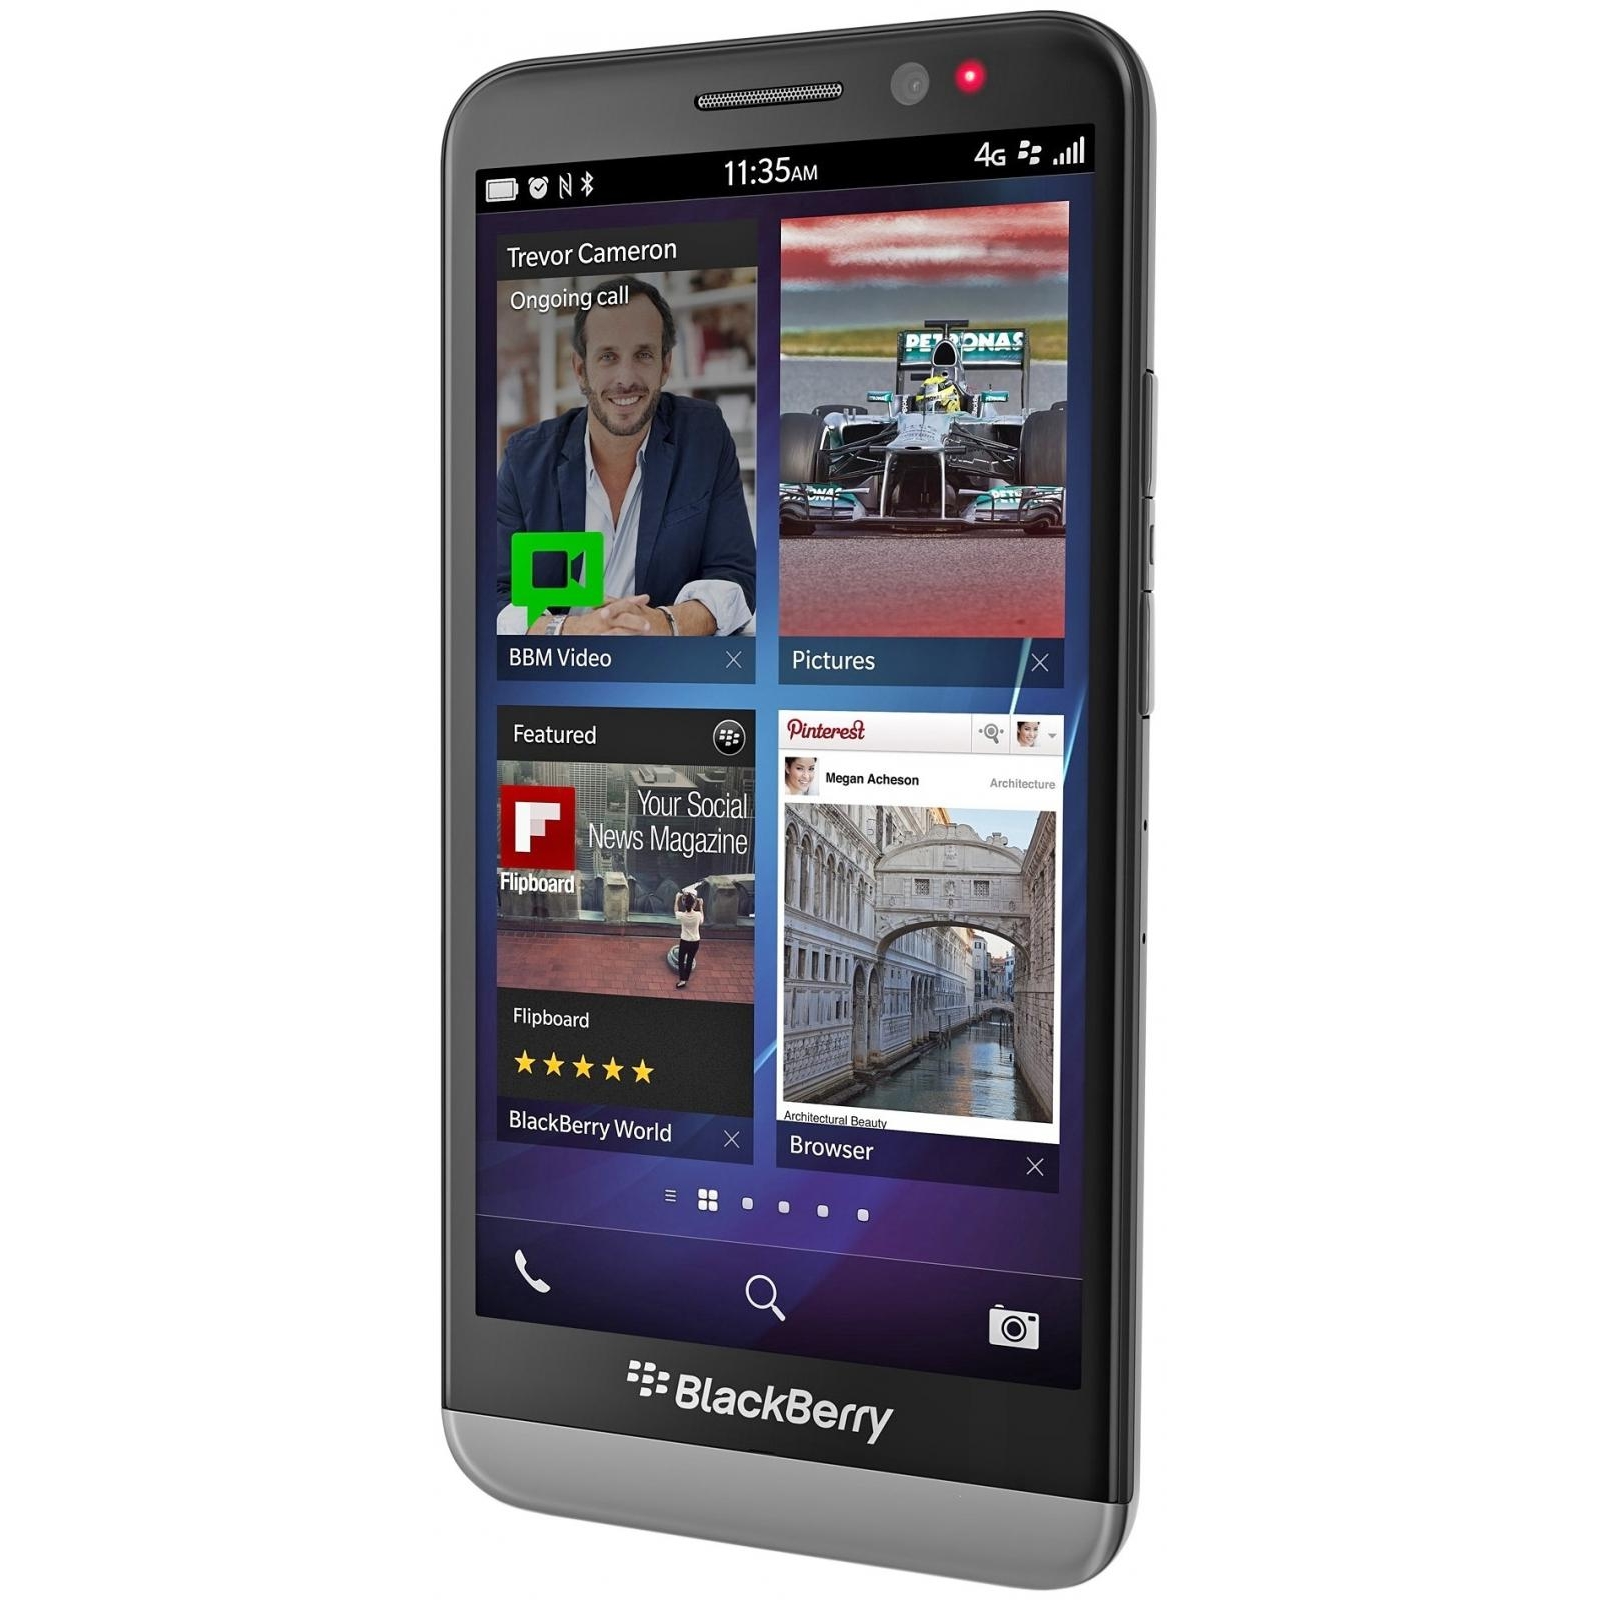 11:35AM
4G
Trevor Cameron
Ongoing call
BBM Video
PETRONAS
PETRONAS
Pictures
Featured
Your Social
News Magazine
Flipboard
Flipboard
BlackBerry World
Pinterest
Megan Acheson
Architecture
Architectural Beauty
Browser
BlackBerry